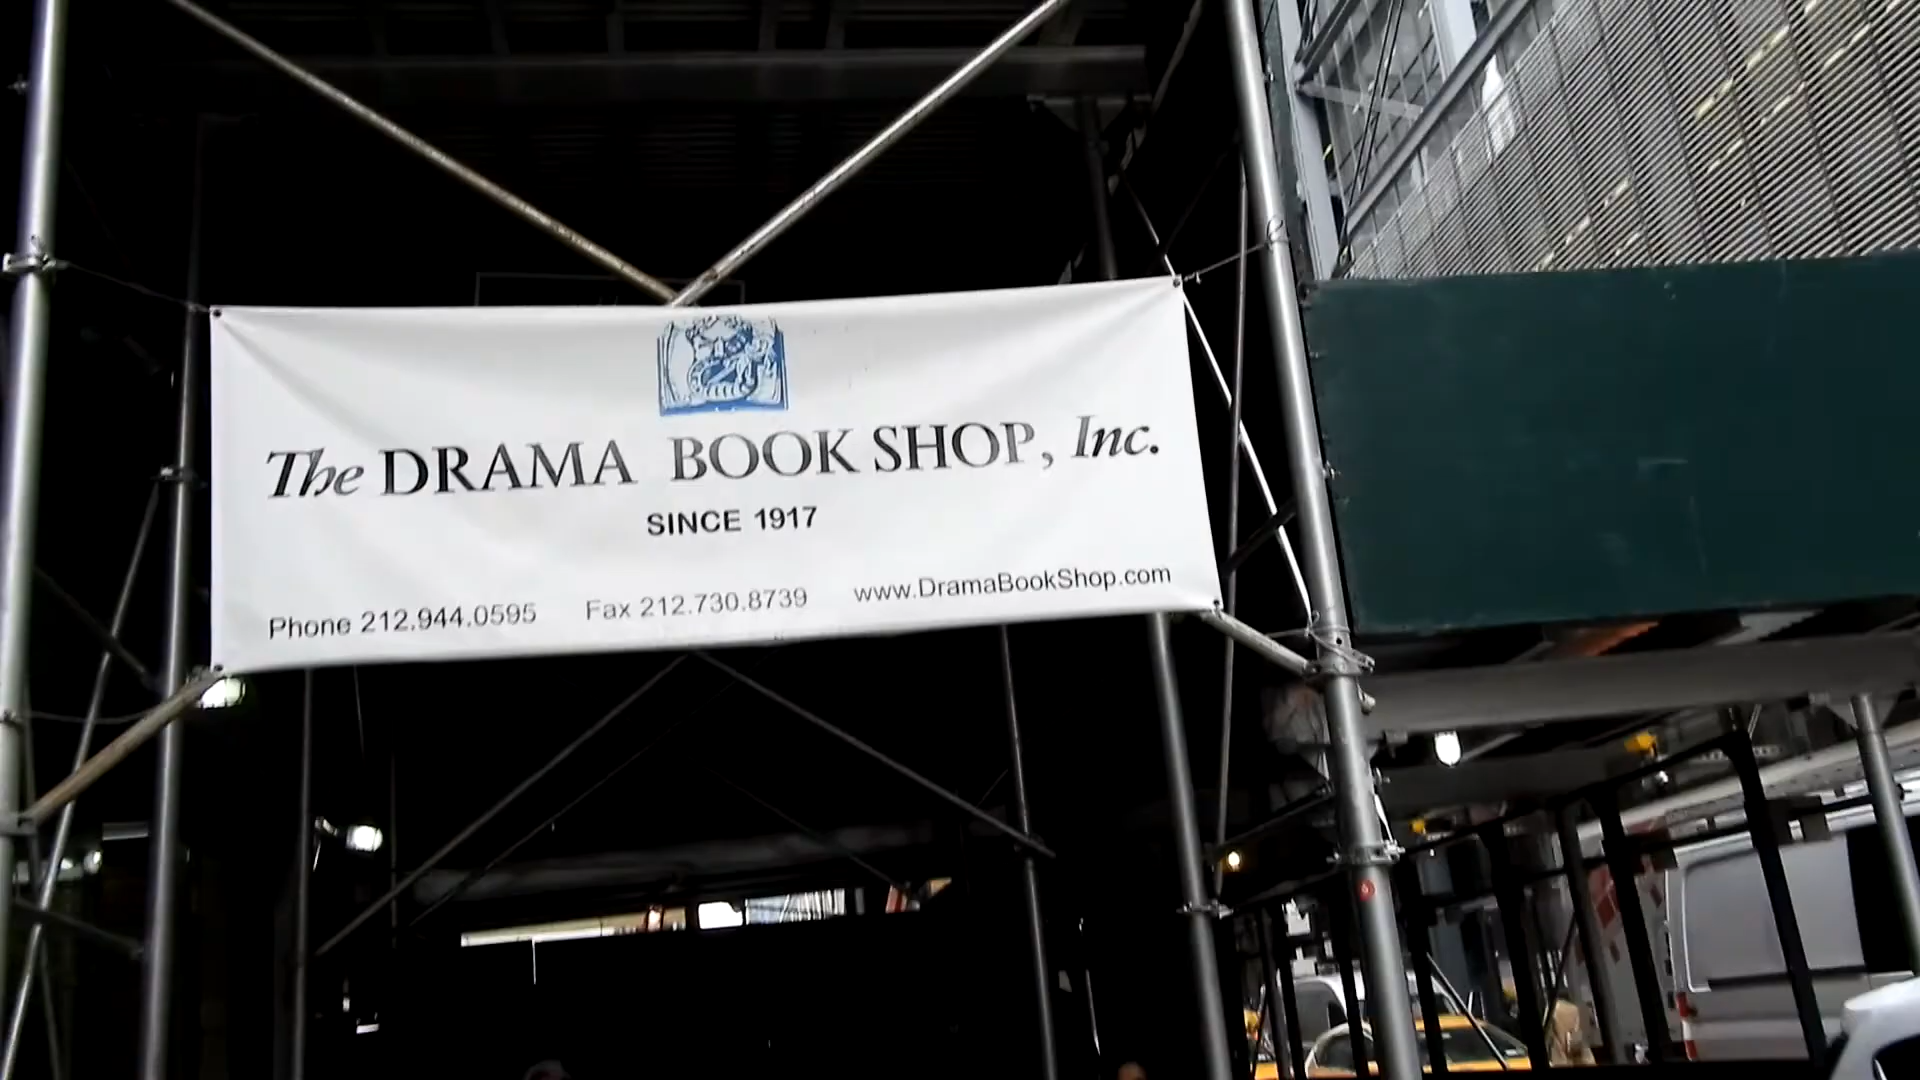 The DRAMA BOOK SHOP, Inc.
SINCE 1917
Phone 212.944.0595 Fax 212.730.8739 www.DramaBookShop.com